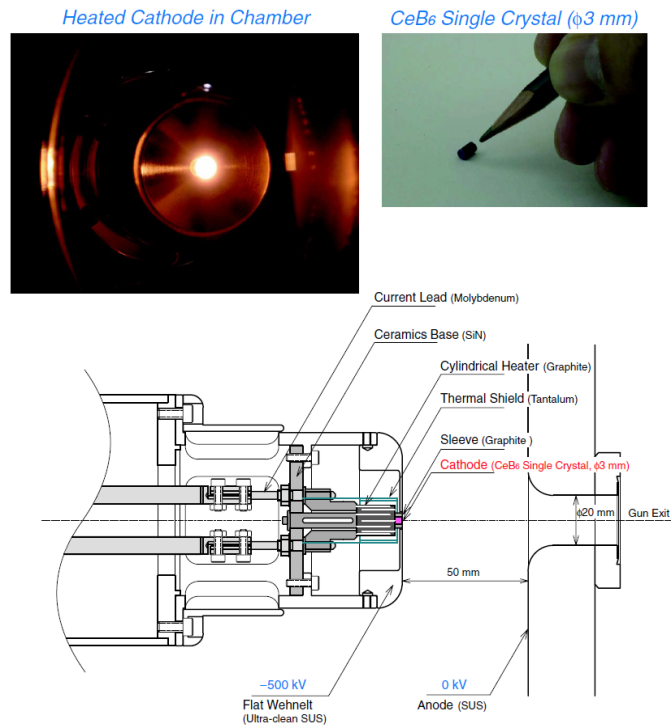 Heated Cathode in Chamber
CeB6 Single Crystal (ϕ3 mm)
Current Lead (Molybdenum)
Ceramics Base (SiN)
Cylindrical Heater (Graphite)
Thermal Shield (Tantalum)
Sleeve (Graphite)
Cathode (CeB6 Single Crystal, ϕ3 mm)
ϕ20 mm
Gun Exit
50 mm
−500 kV
0 kV
Flat Wehnelt
(Ultra-clean SUS)
Anode (SUS)